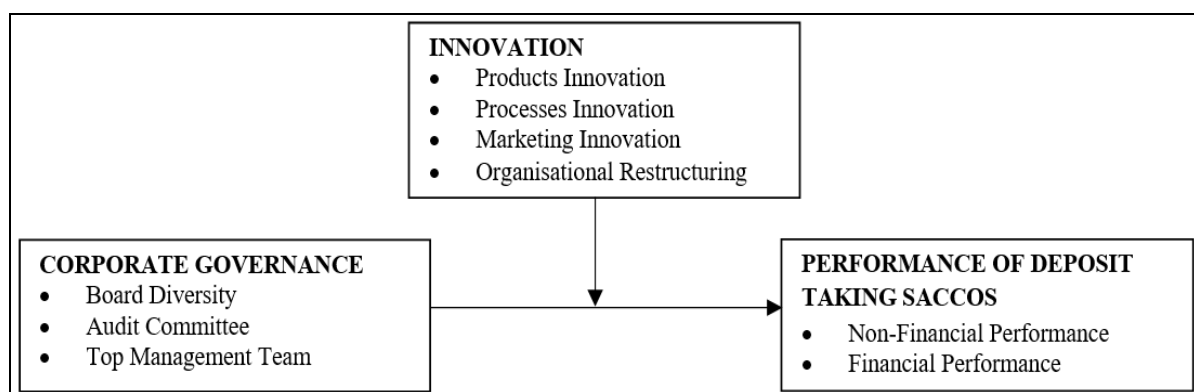 INNOVATION
• Products Innovation
• Processes Innovation
• Marketing Innovation
• Organisational Restructuring
CORPORATE GOVERNANCE
• Board Diversity
• Audit Committee
• Top Management Team
PERFORMANCE OF DEPOSIT
TAKING SACCOS
• Non-Financial Performance
• Financial Performance